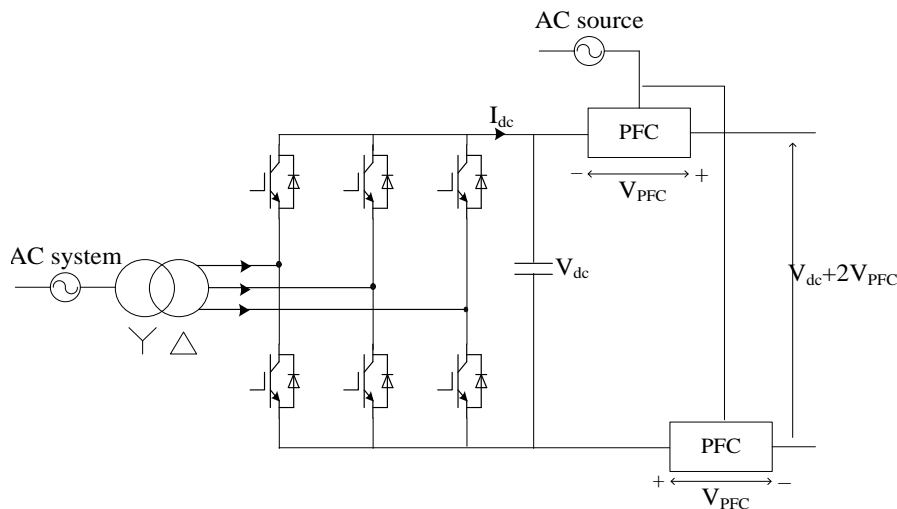 AC source
I_dc
PFC
− V_PFC +
AC system
V_dc
V_dc+2V_PFC
PFC
+ V_PFC −